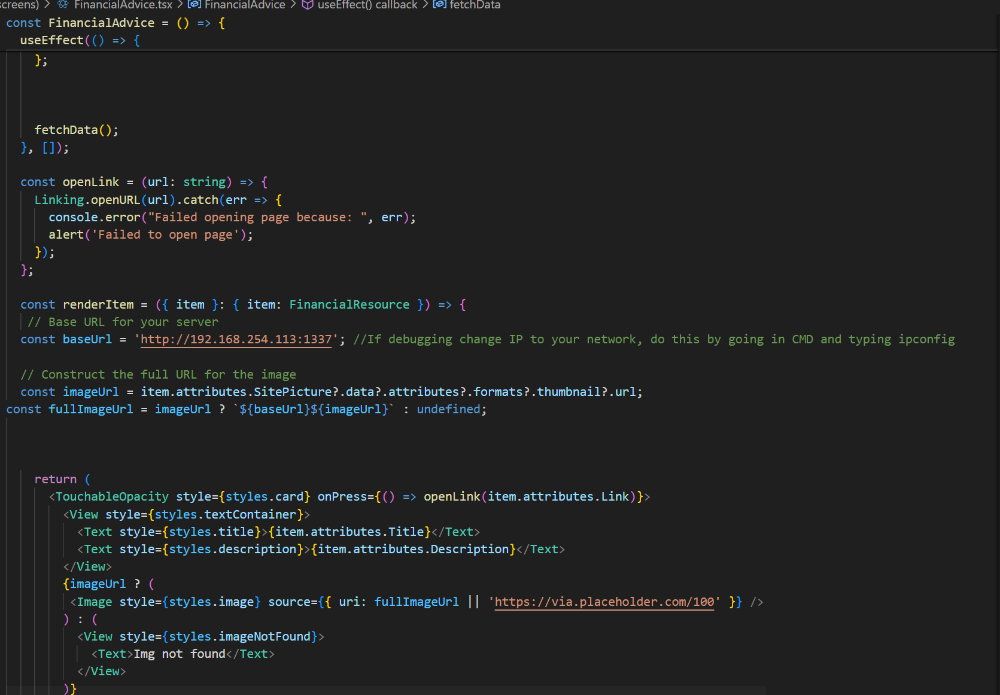 screens) > FinancialAdvice.tsx > FinancialAdvice > useEffect() callback > fetchData
const FinancialAdvice = () => {
  useEffect(() => {
    };
    fetchData();
  }, []);
  const openLink = (url: string) => {
    Linking.openURL(url).catch(err => {
      console.error("Failed opening page because: ", err);
      alert('Failed to open page');
    });
  };
  const renderItem = ({ item }: { item: FinancialResource }) => {
   // Base URL for your server
  const baseUrl = 'http://192.168.254.113:1337'; //If debugging change IP to your network, do this by going in CMD and typing ipconfig
  // Construct the full URL for the image
  const imageUrl = item.attributes.SitePicture?.data?.attributes?.formats?.thumbnail?.url;
const fullImageUrl = imageUrl ? `${baseUrl}${imageUrl}` : undefined;
    return (
      <TouchableOpacity style={styles.card} onPress={() => openLink(item.attributes.Link)}>
        <View style={styles.textContainer}>
          <Text style={styles.title}>{item.attributes.Title}</Text>
          <Text style={styles.description}>{item.attributes.Description}</Text>
        </View>
        {imageUrl ? (
         <Image style={styles.image} source={{ uri: fullImageUrl || 'https://via.placeholder.com/100' }} />
        ) : (
          <View style={styles.imageNotFound}>
            <Text>Img not found</Text>
          </View>
        )}